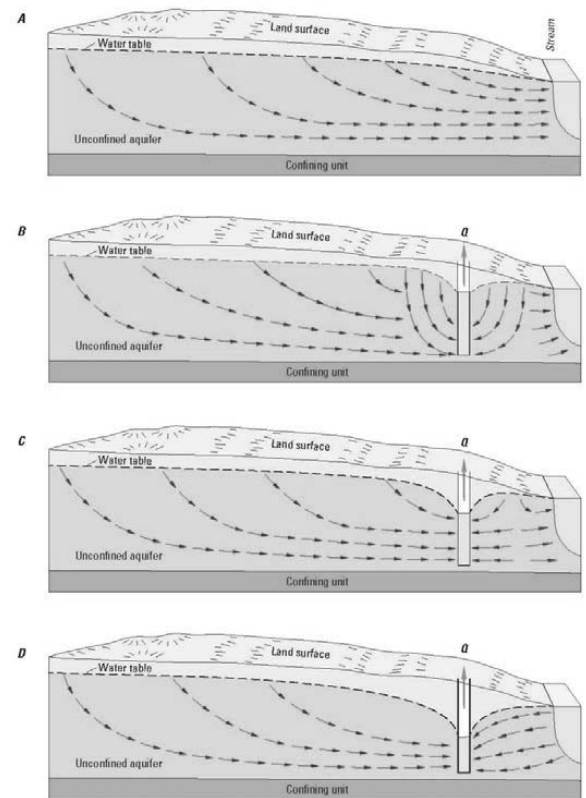 A
Land surface
Stream
Water table
Unconfined aquifer
Confining unit
B
Q
Land surface
Water table
Unconfined aquifer
Confining unit
C
Q
Land surface
Water table
Unconfined aquifer
Confining unit
D
Q
Land surface
Water table
Unconfined aquifer
Confining unit